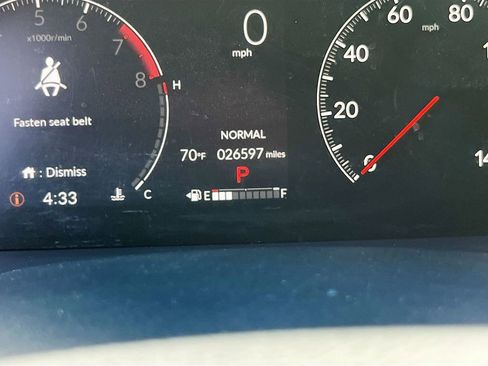 5 6 7 8
x1000r/min
H
C
Fasten seat belt
: Dismiss
4:33
0
mph
NORMAL
70°F 026597 miles
P
E F
0 20 40 60 80
mph